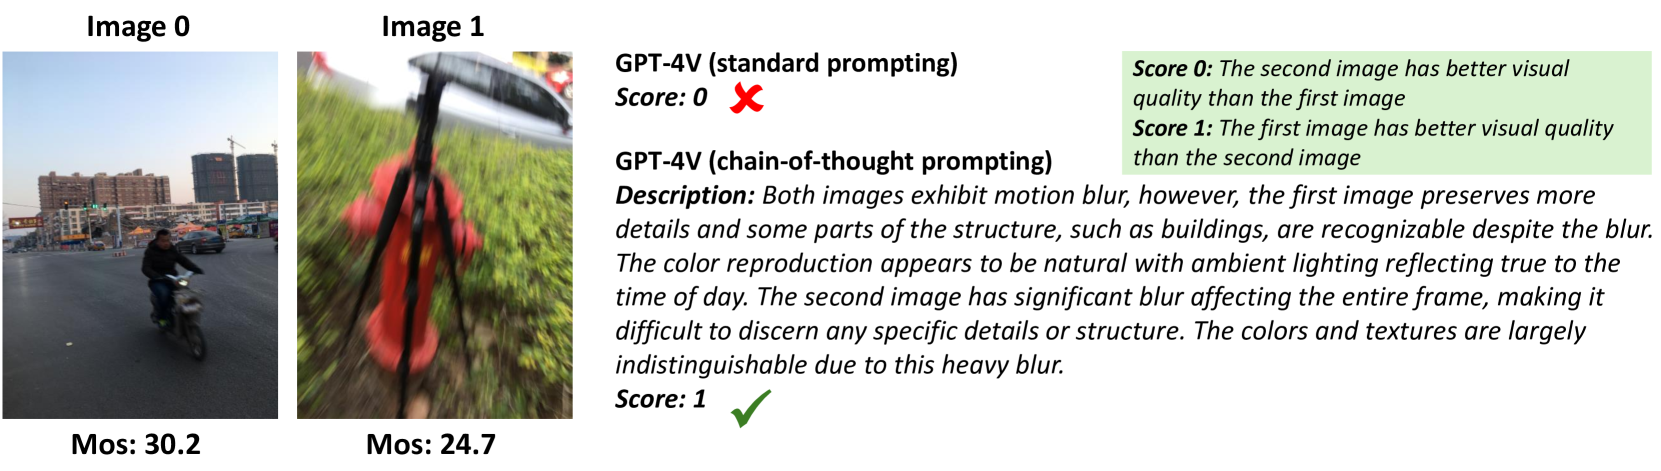 Image 0
Image 1
Mos: 30.2
Mos: 24.7
GPT-4V (standard prompting)
Score: 0
Score 0: The second image has better visual
quality than the first image
Score 1: The first image has better visual quality
than the second image
GPT-4V (chain-of-thought prompting)
Description: Both images exhibit motion blur, however, the first image preserves more
details and some parts of the structure, such as buildings, are recognizable despite the blur.
The color reproduction appears to be natural with ambient lighting reflecting true to the
time of day. The second image has significant blur affecting the entire frame, making it
difficult to discern any specific details or structure. The colors and textures are largely
indistinguishable due to this heavy blur.
Score: 1